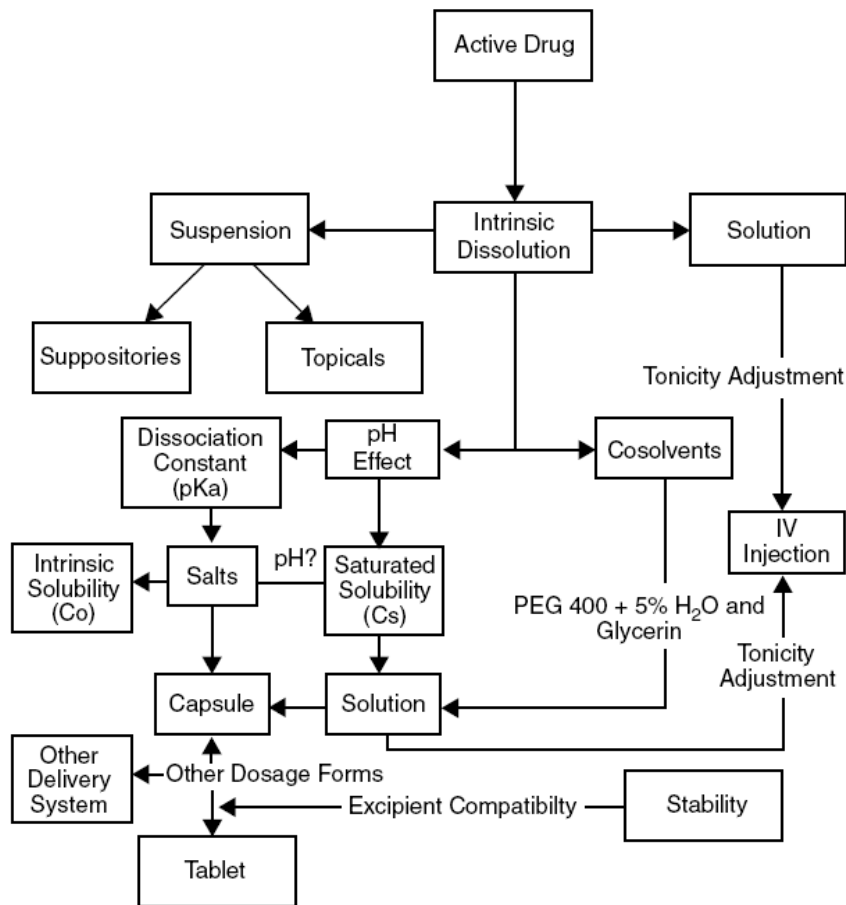 Active Drug
Suspension
Intrinsic
Dissolution
Solution
Suppositories
Topicals
Tonicity Adjustment
Dissociation
Constant
(pKa)
pH
Effect
Cosolvents
IV
Injection
Intrinsic
Solubility
(Co)
Salts
pH?
Saturated
Solubility
(Cs)
PEG 400 + 5% H₂O and
Glycerin
Tonicity
Adjustment
Capsule
Solution
Other
Delivery
System
Other Dosage Forms
Excipient Compatibilty
Stability
Tablet